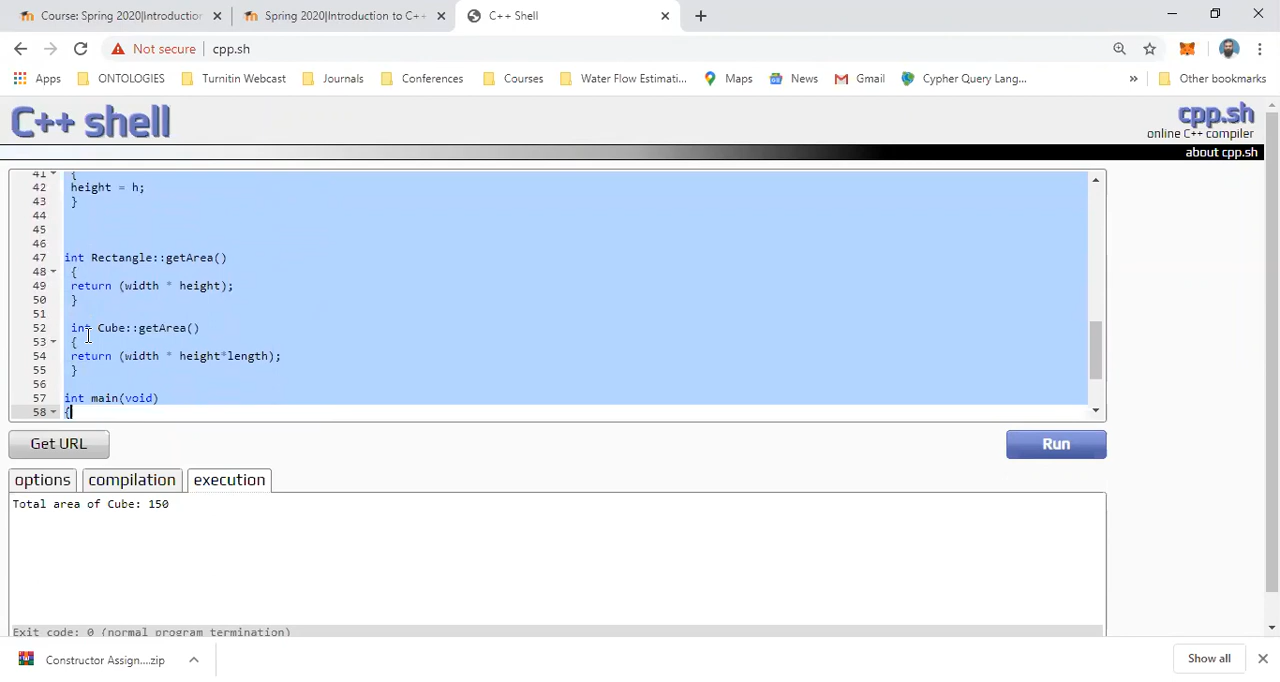 Course: Spring 2020|Introduction
Spring 2020|Introduction to C++
C++ Shell
Not secure
cpp.sh
Apps
ONTOLOGIES
Turnitin Webcast
Journals
Conferences
Courses
Water Flow Estimati...
Maps
News
Gmail
Cypher Query Lang...
»
Other bookmarks
C++ shell
cpp.sh
online C++ compiler
about cpp.sh
41 {
42 height = h;
43 }
44
45
46
47 int Rectangle::getArea()
48 {
49 return (width * height);
50 }
51
52 int Cube::getArea()
53 {
54 return (width * height*length);
55 }
56
57 int main(void)
58 {
Get URL
Run
options
compilation
execution
Total area of Cube: 150
Exit code: 0 (normal program termination)
Constructor Assign....zip
Show all